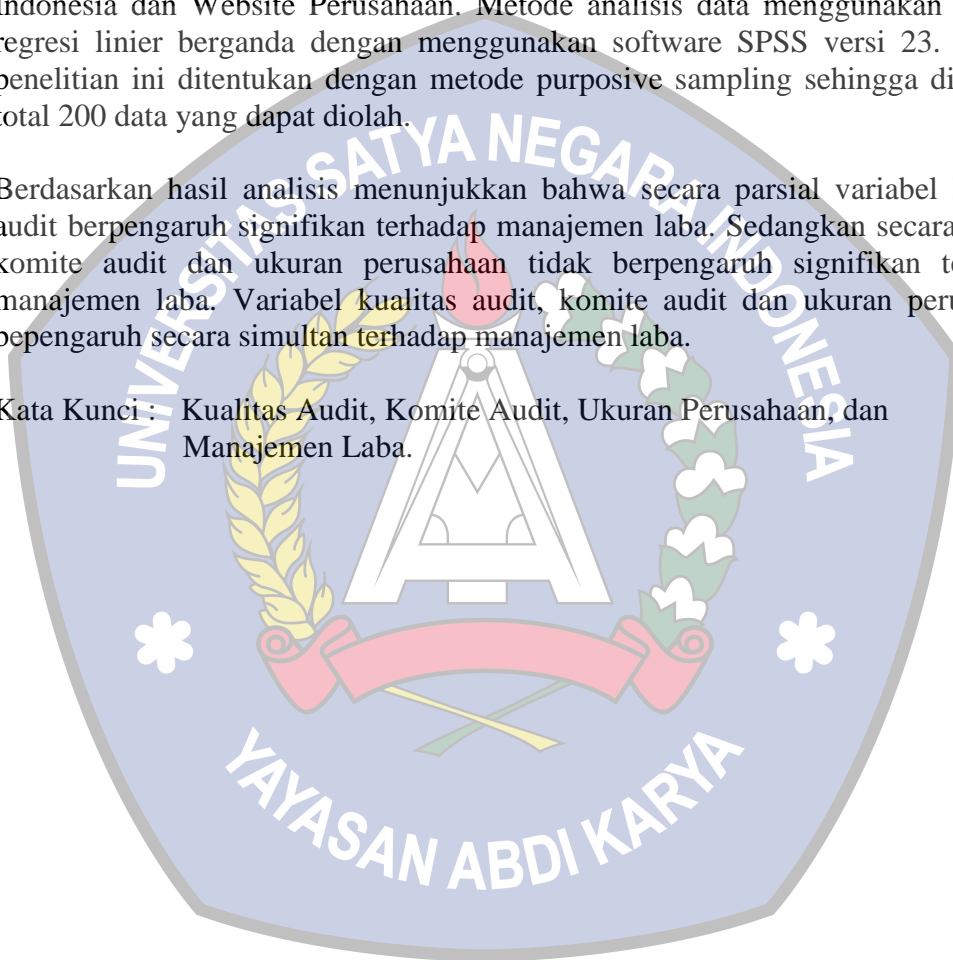 Indonesia dan Website Perusahaan. Metode analisis data menggunakan
regresi linier berganda dengan menggunakan software SPSS versi 23.
penelitian ini ditentukan dengan metode purposive sampling sehingga di
total 200 data yang dapat diolah.
Berdasarkan hasil analisis menunjukkan bahwa secara parsial variabel
audit berpengaruh signifikan terhadap manajemen laba. Sedangkan secara
komite audit dan ukuran perusahaan tidak berpengaruh signifikan te
manajemen laba. Variabel kualitas audit, komite audit dan ukuran peru
bepengaruh secara simultan terhadap manajemen laba.
Kata Kunci : Kualitas Audit, Komite Audit, Ukuran Perusahaan, dan
Manajemen Laba.
UNIVERSITAS SATYA NEGARA INDONESIA
YAYASAN ABDI KARYA